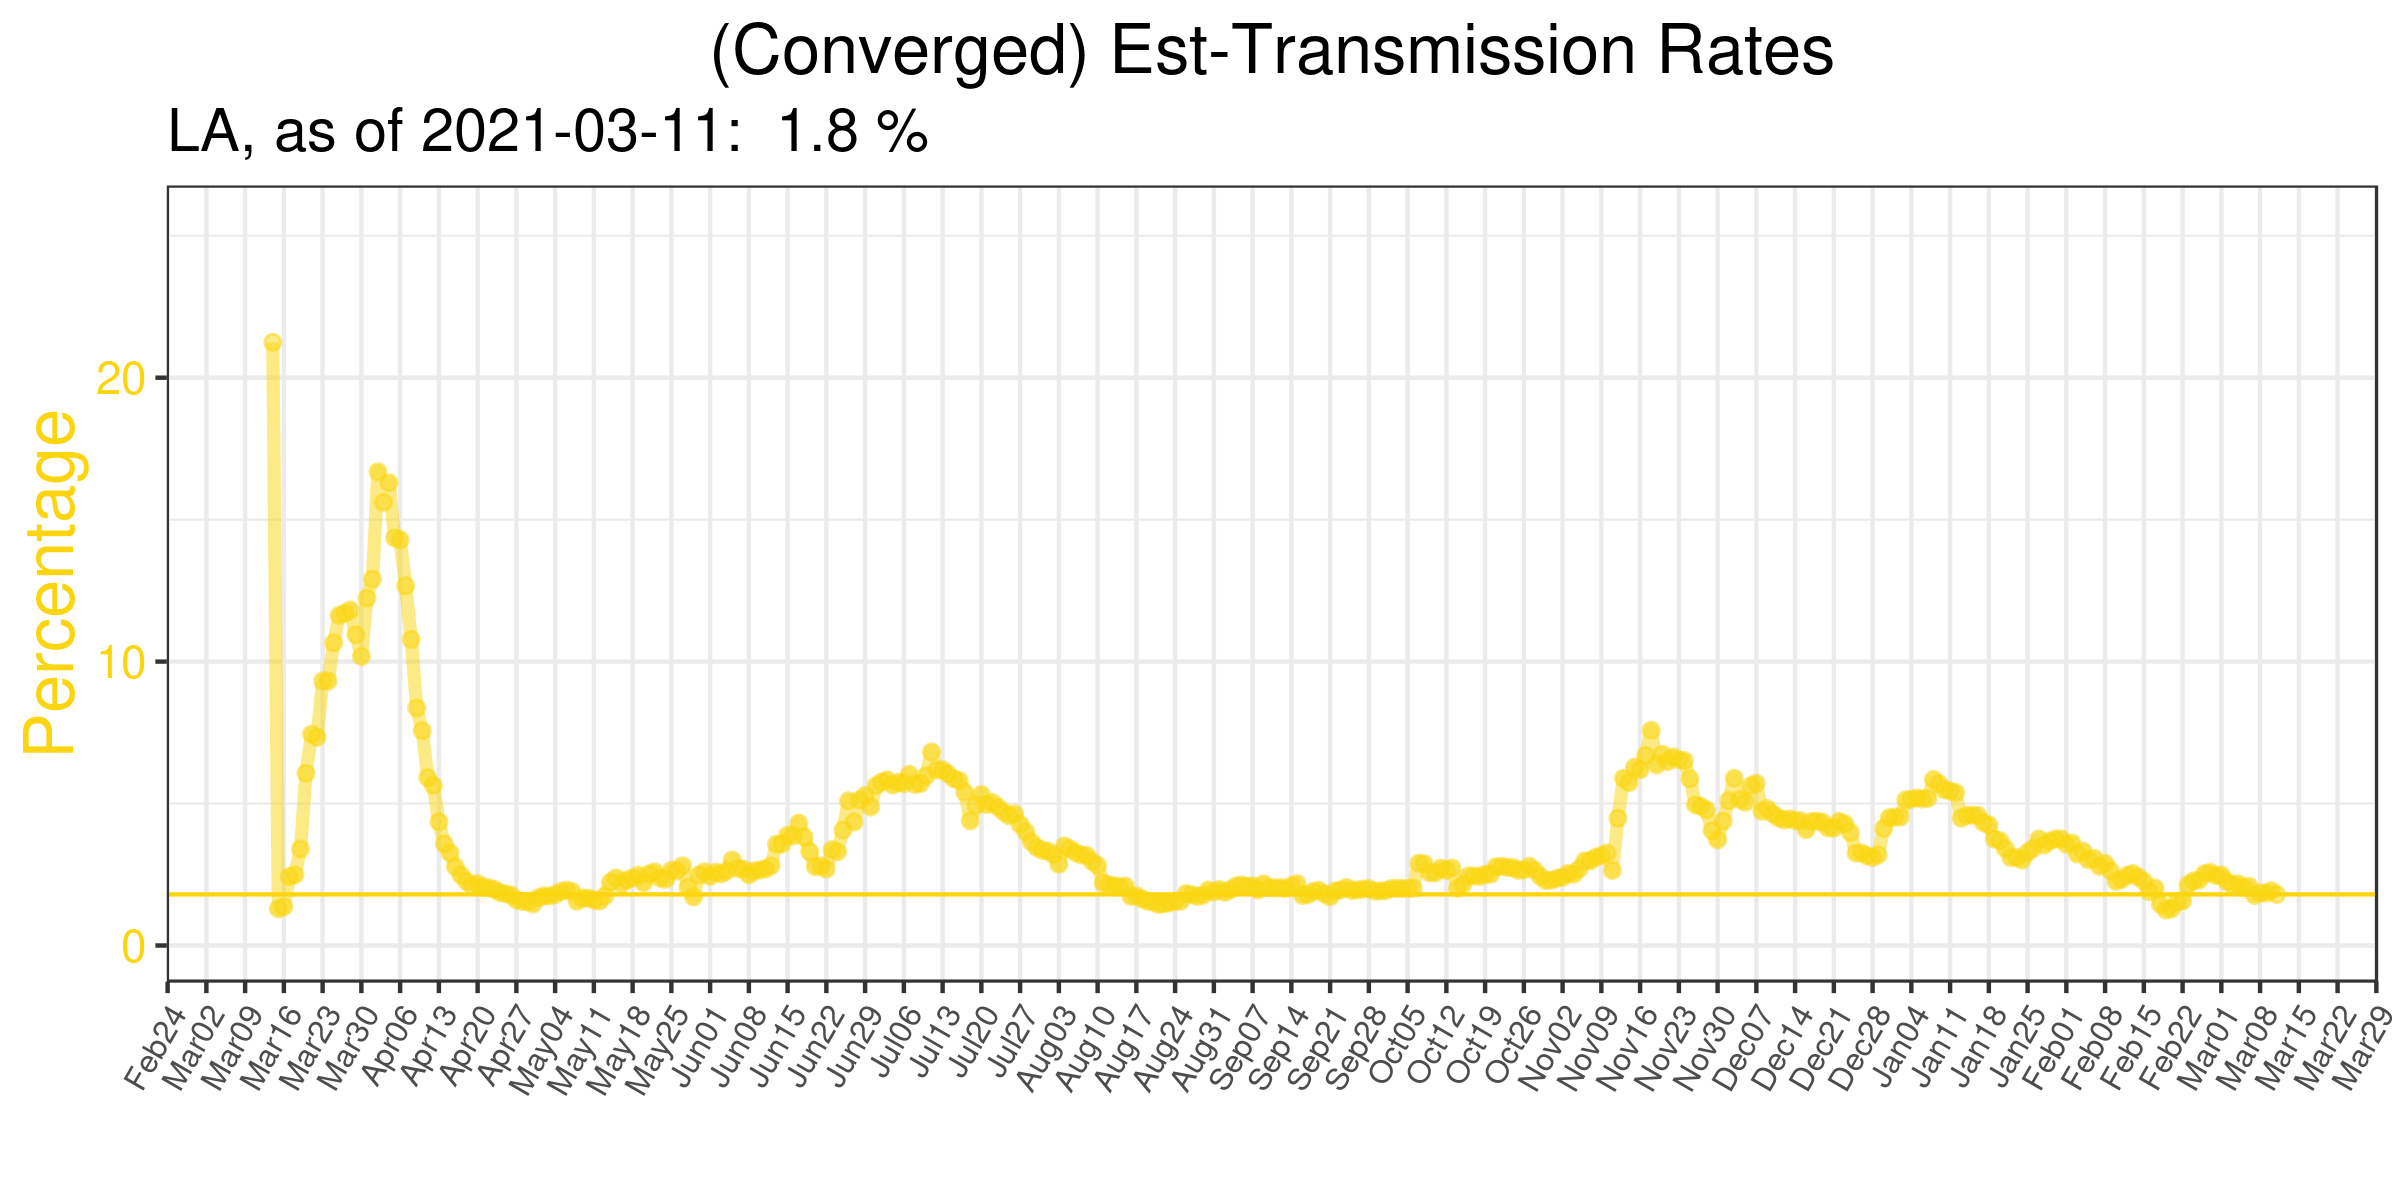 (Converged) Est-Transmission Rates
LA, as of 2021-03-11:  1.8 %
Percentage
20
10
0
Feb24
Mar02
Mar09
Mar16
Mar23
Mar30
Apr06
Apr13
Apr20
Apr27
May04
May11
May18
May25
Jun01
Jun08
Jun15
Jun22
Jun29
Jul06
Jul13
Jul20
Jul27
Aug03
Aug10
Aug17
Aug24
Aug31
Sep07
Sep14
Sep21
Sep28
Oct05
Oct12
Oct19
Oct26
Nov02
Nov09
Nov16
Nov23
Nov30
Dec07
Dec14
Dec21
Dec28
Jan04
Jan11
Jan18
Jan25
Feb01
Feb08
Feb15
Feb22
Mar01
Mar08
Mar15
Mar22
Mar29